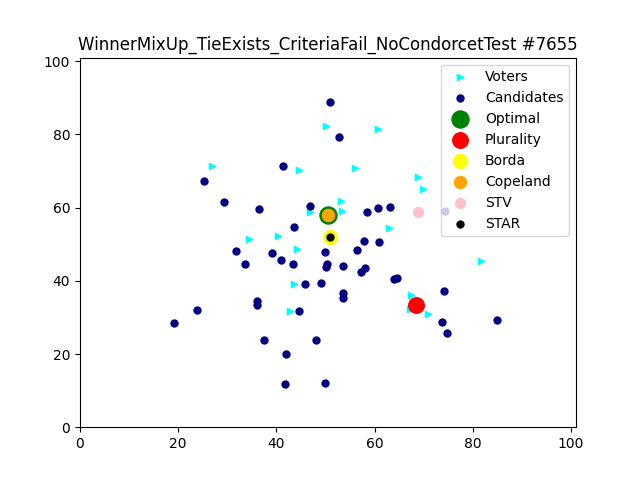 WinnerMixUp_TieExists_CriteriaFail_NoCondorcetTest #7655
100
80
60
40
20
0
0 20 40 60 80 100
Voters
Candidates
Optimal
Plurality
Borda
Copeland
STV
STAR